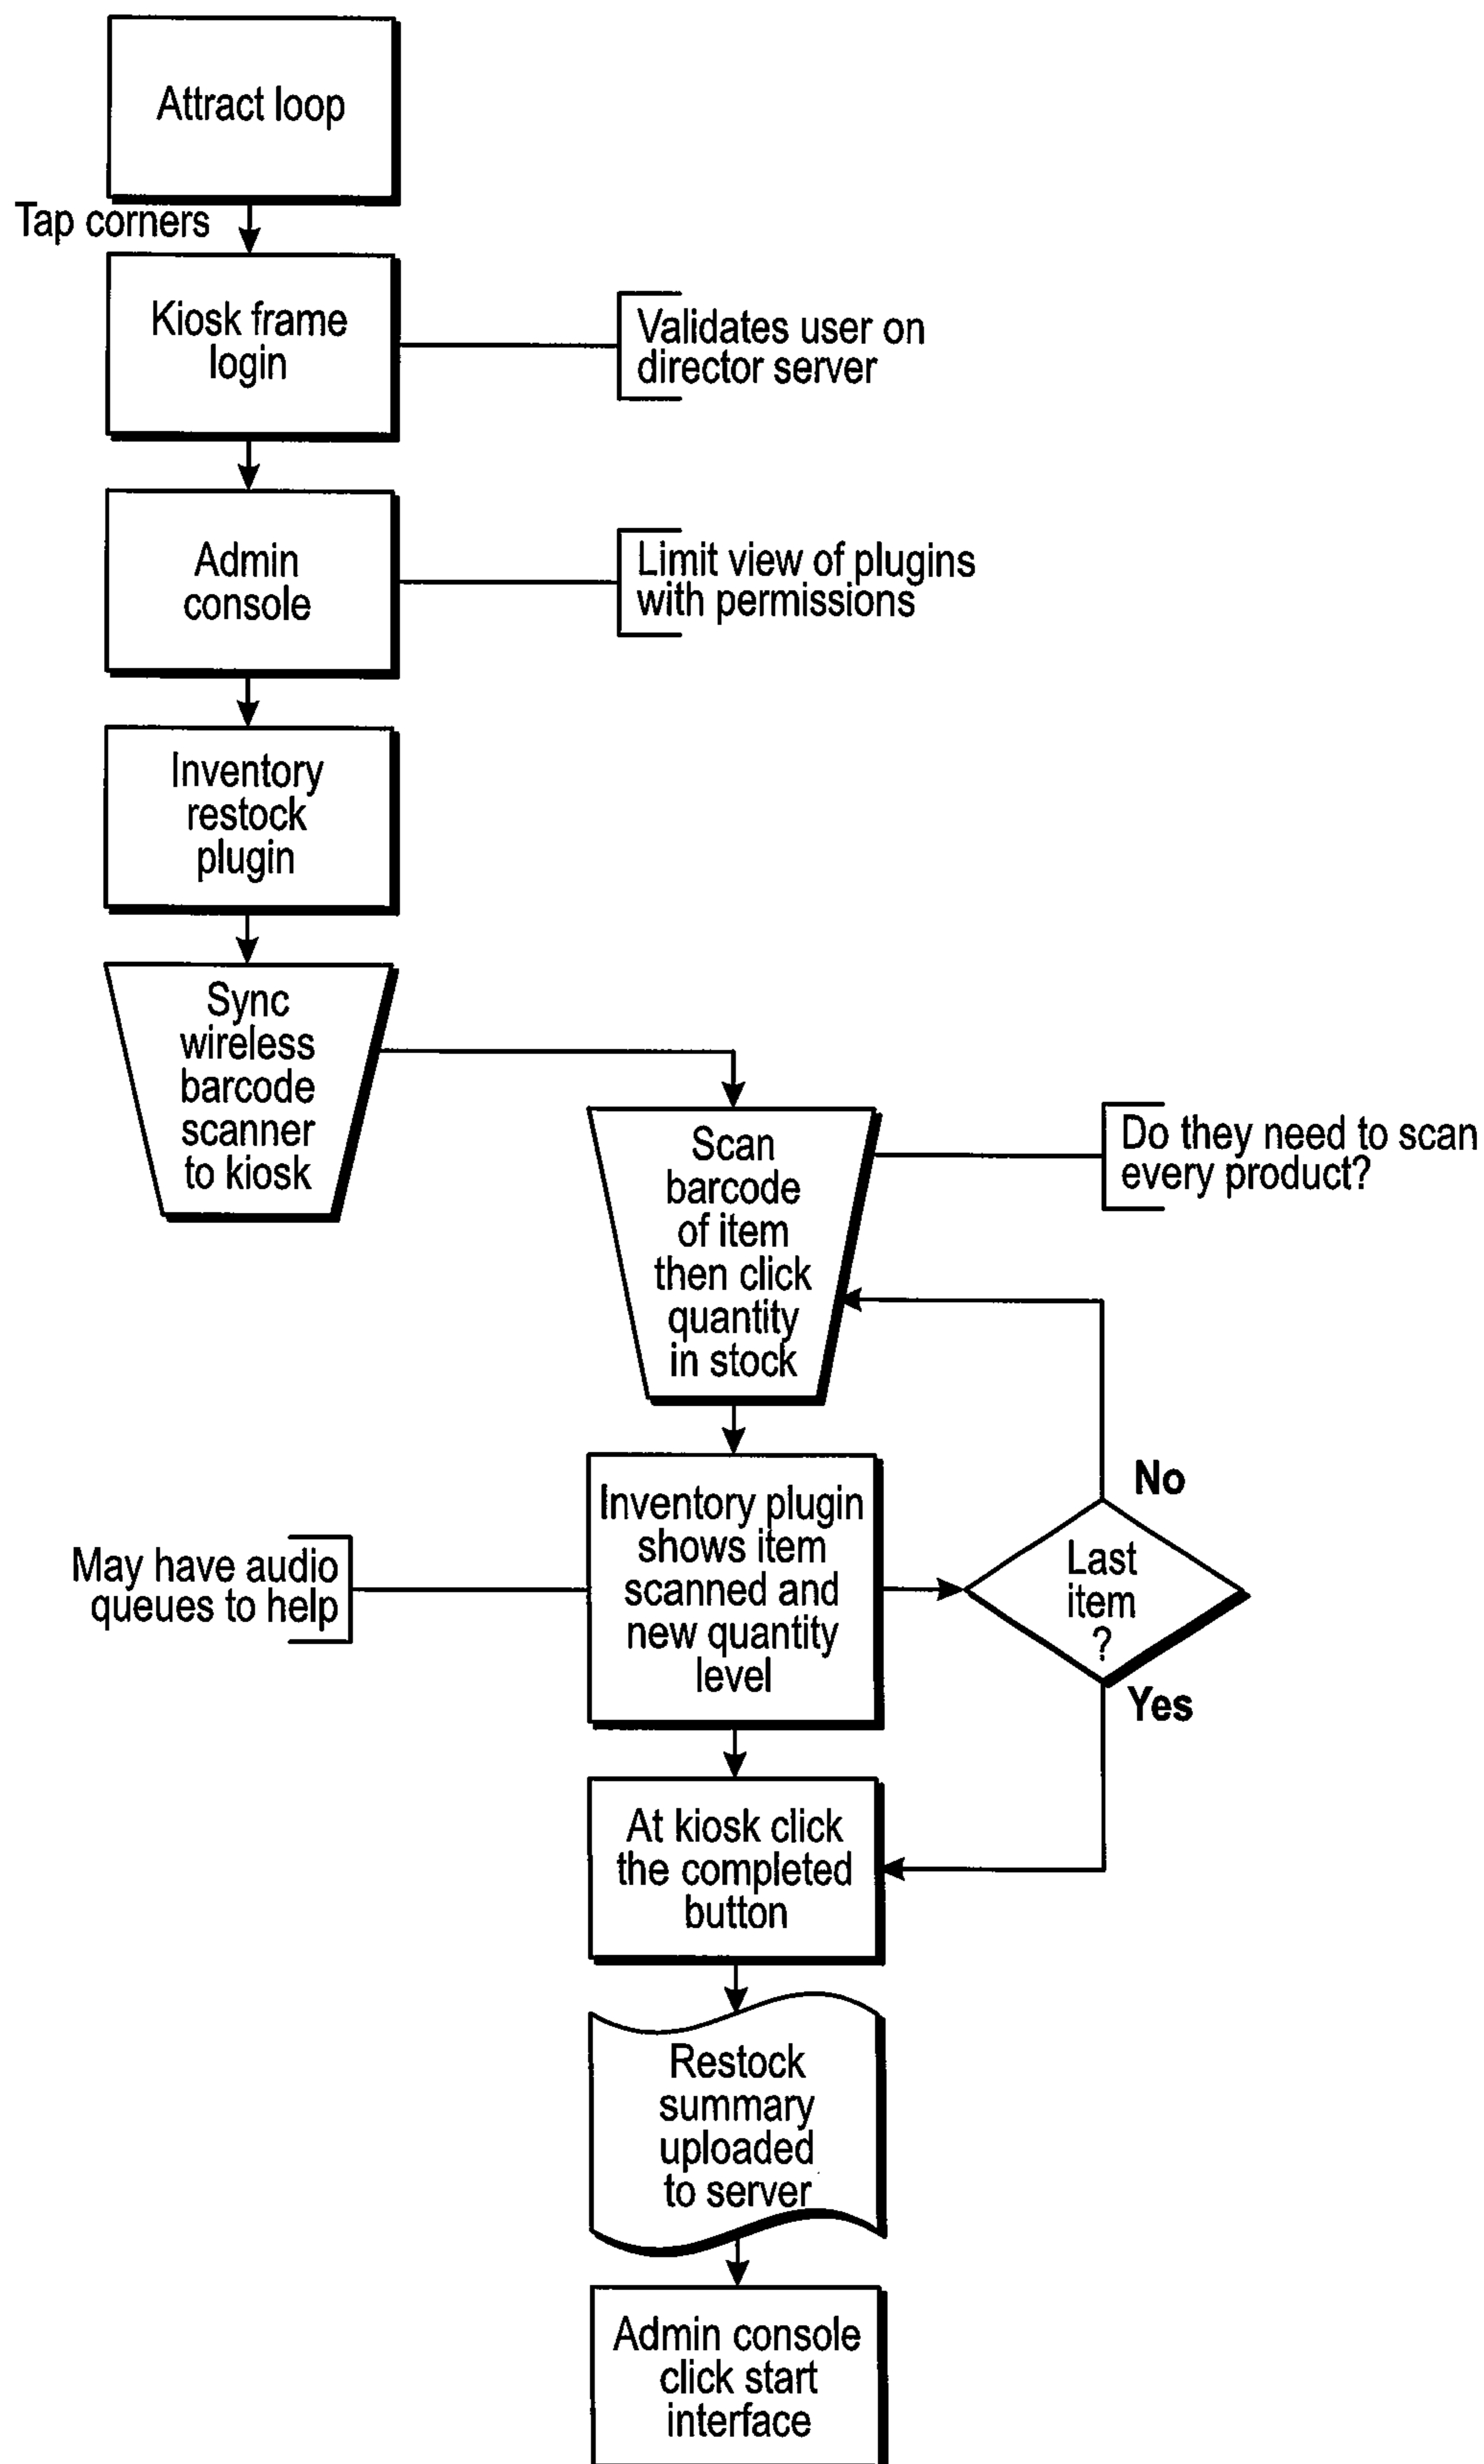 Attract loop
Tap corners
Kiosk frame
login
Validates user on
director server
Admin
console
Limit view of plugins
with permissions
Inventory
restock
plugin
Sync
wireless
barcode
scanner
to kiosk
Scan
barcode
of item
then click
quantity
in stock
Do they need to scan
every product?
Inventory plugin
shows item
scanned and
new quantity
level
May have audio
queues to help
No
Last
item
?
Yes
At kiosk click
the completed
button
Restock
summary
uploaded
to server
Admin console
click start
interface